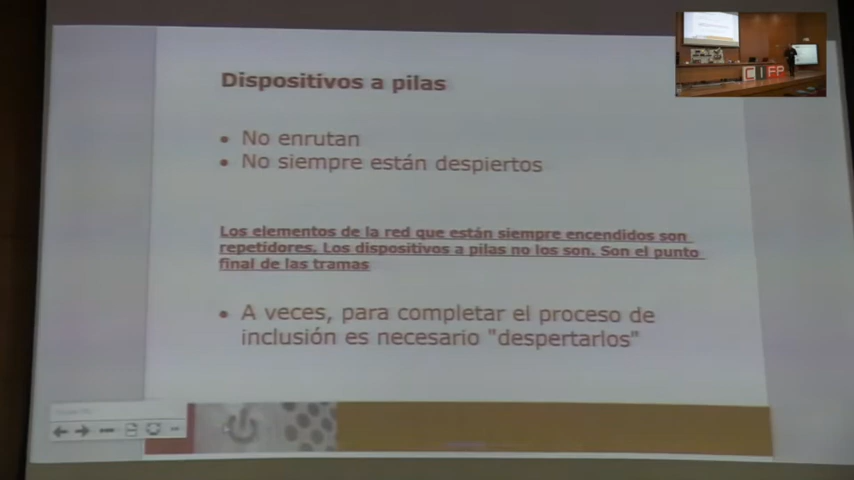 Dispositivos a pilas
• No enrutan
• No siempre están despiertos
Los elementos de la red que están siempre encendidos son
repetidores. Los dispositivos a pilas no los son. Son el punto
final de las tramas
• A veces, para completar el proceso de
inclusión es necesario "despertarlos"
CIFP